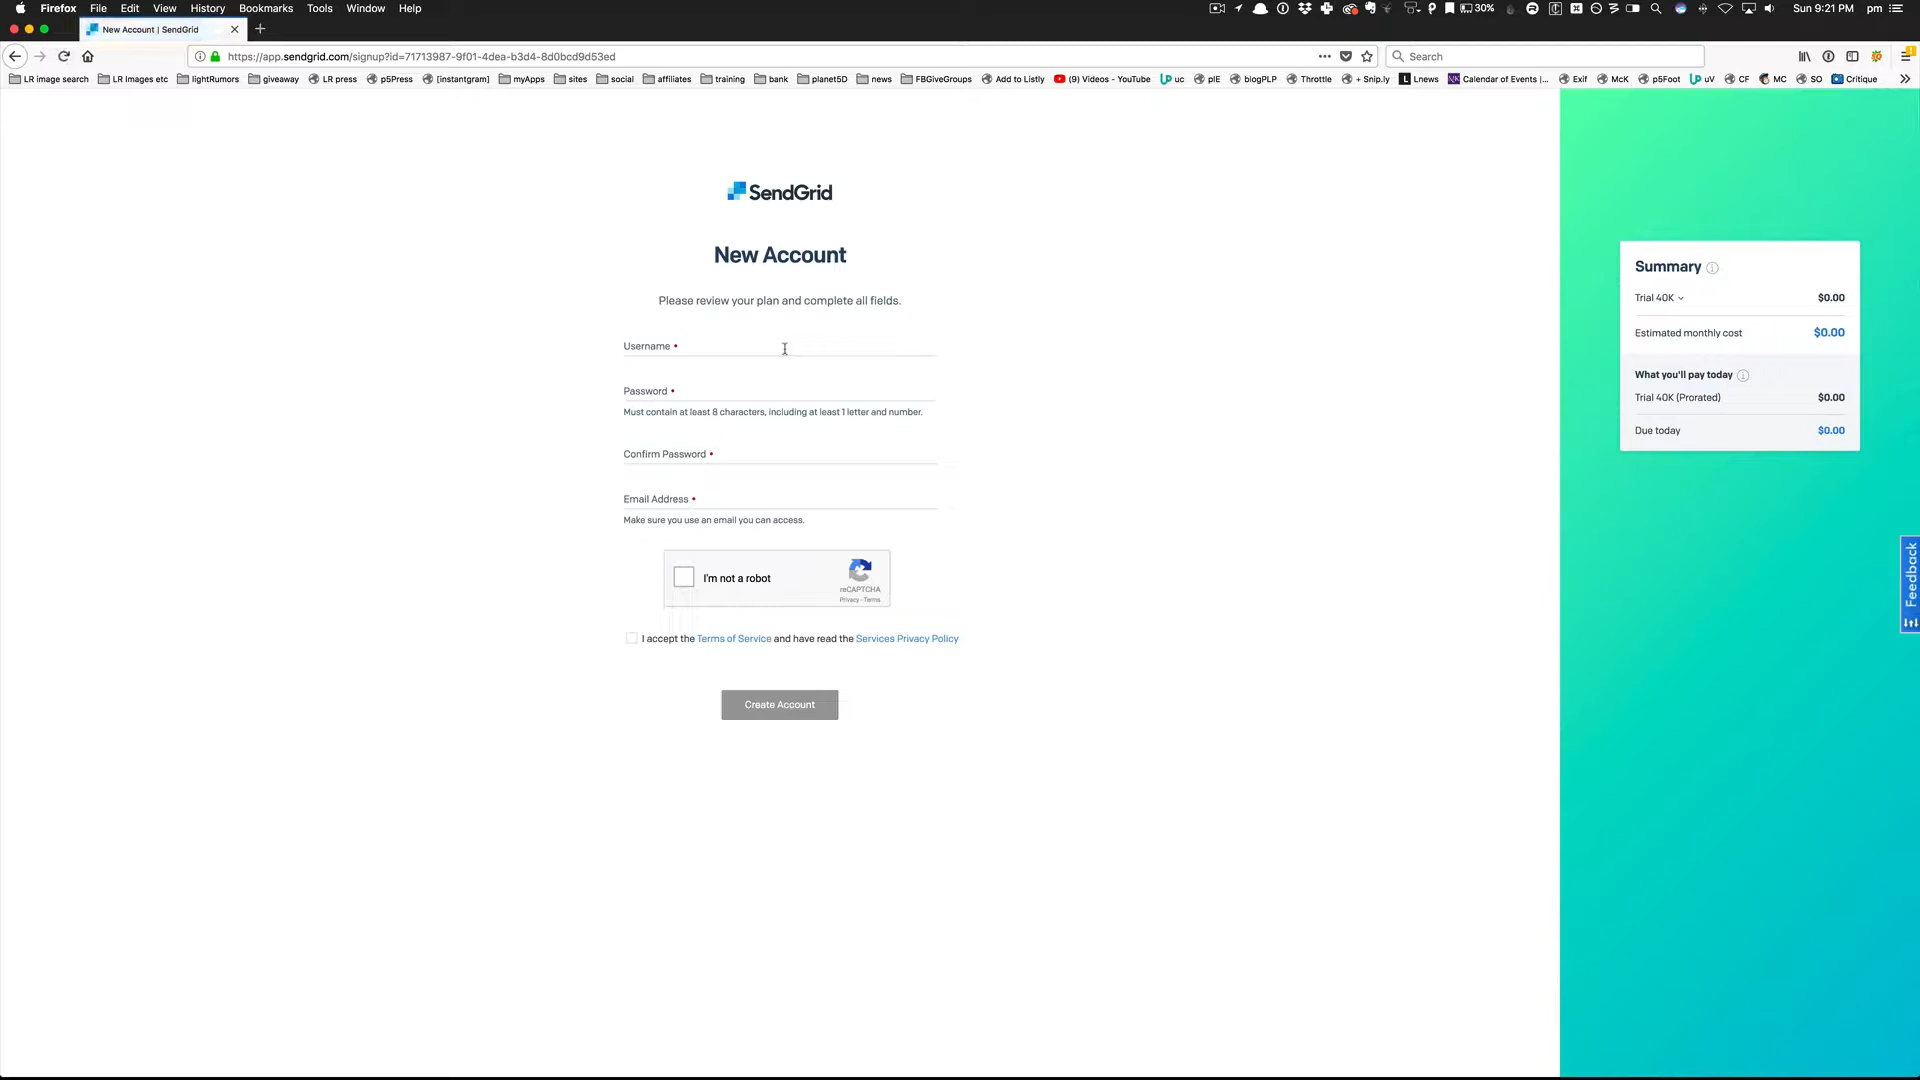 Firefox File Edit View History Bookmarks Tools Window Help 30% Sun 9:21 PM pm
New Account | SendGrid
https://app.sendgrid.com/signup?id=71713987-9f01-4dea-b3d4-8d0bcd9d53ed Search
LR image search LR Images etc lightRumors giveaway LR press p5Press [instantgram] myApps sites social affiliates training bank planet5D news FBGiveGroups Add to Listly (9) Videos - YouTube uc plE blogPLP Throttle + Snip.ly Lnews Calendar of Events |... Exif McK p5Foot uV CF MC SO Critique
SendGrid
New Account
Please review your plan and complete all fields.
Username •
Password •
Must contain at least 8 characters, including at least 1 letter and number.
Confirm Password •
Email Address •
Make sure you use an email you can access.
I'm not a robot
reCAPTCHA
Privacy - Terms
I accept the Terms of Service and have read the Services Privacy Policy
Create Account
Summary
Trial 40K $0.00
Estimated monthly cost $0.00
What you'll pay today
Trial 40K (Prorated) $0.00
Due today $0.00
Feedback